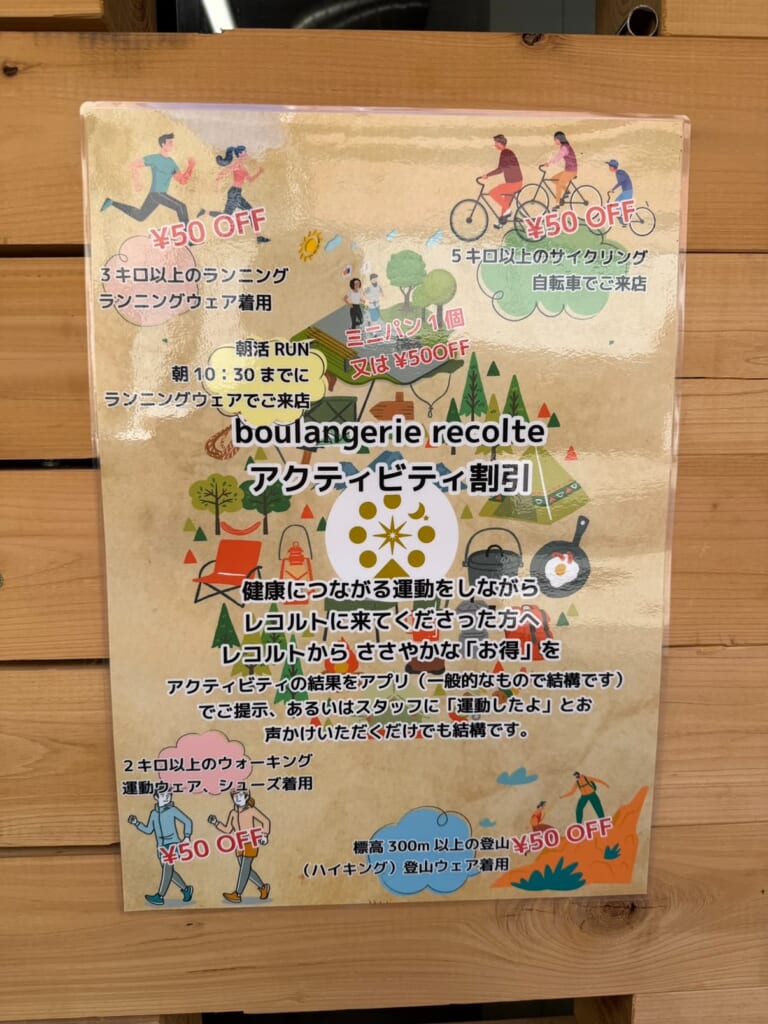 ¥50 OFF
3キロ以上のランニング
ランニングウェア着用
¥50 OFF
5キロ以上のサイクリング
自転車でご来店
ミニパン1個
又は¥50OFF
朝活 RUN
朝10:30までに
ランニングウェアでご来店
boulangerie recolte
アクティビティ割引
健康につながる運動をしながら
レコルトに来てくださった方へ
レコルトから ささやかな「お得」を
アクティビティの結果をアプリ(一般的なもので結構です)
でご提示、あるいはスタッフに「運動したよ」とお
声かけいただくだけでも結構です。
2キロ以上のウォーキング
運動ウェア、シューズ着用
¥50 OFF
標高300m以上の登山
(ハイキング)登山ウェア着用
¥50 OFF